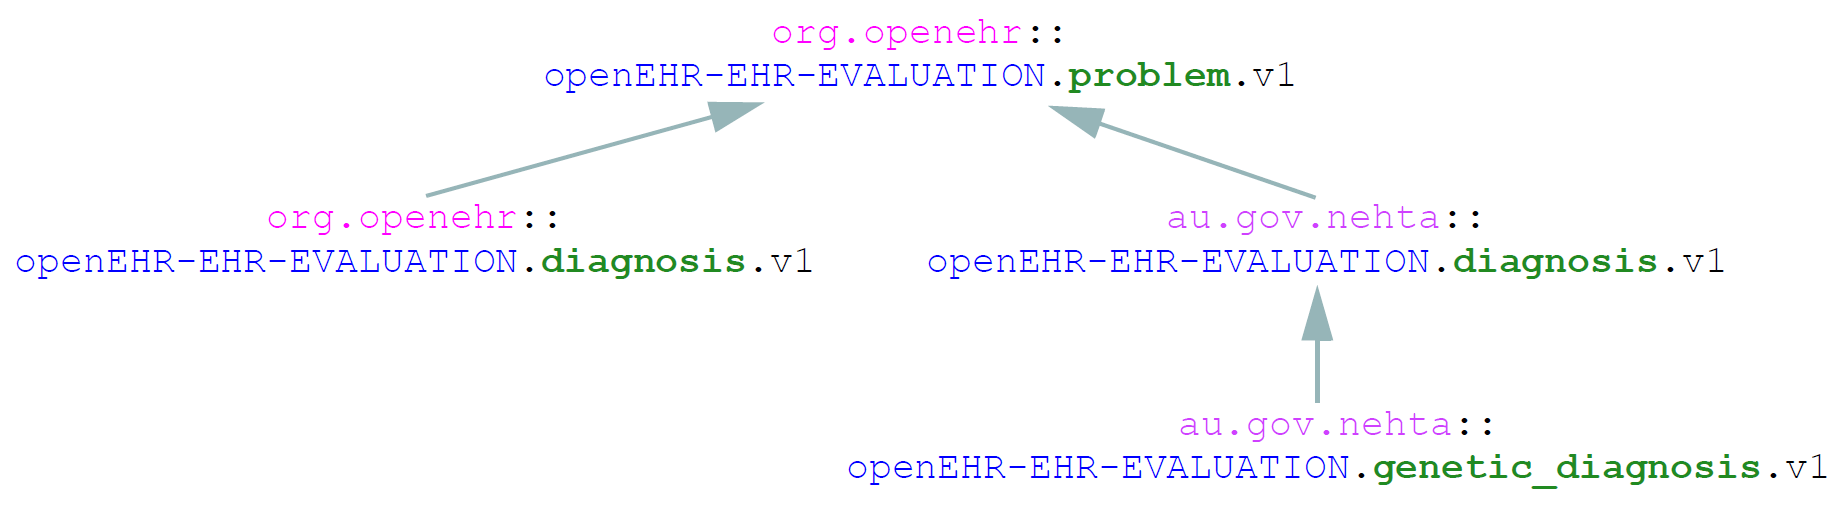 org.openehr::
openEHR-EHR-EVALUATION.problem.v1
org.openehr::
openEHR-EHR-EVALUATION.diagnosis.v1
au.gov.nehta::
openEHR-EHR-EVALUATION.diagnosis.v1
au.gov.nehta::
openEHR-EHR-EVALUATION.genetic_diagnosis.v1